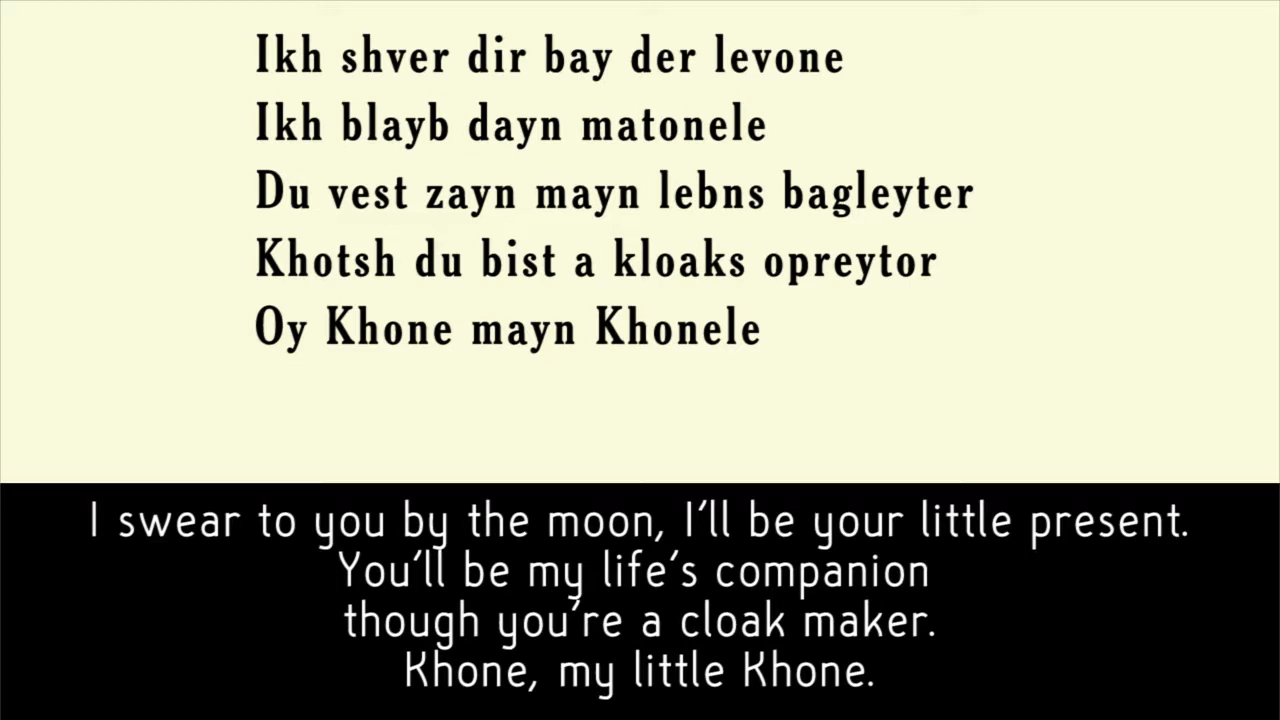 Ikh shver dir bay der levone
Ikh blayb dayn matonele
Du vest zayn mayn lebns bagleyter
Khotsh du bist a kloaks opreytor
Oy Khone mayn Khonele
I swear to you by the moon, I'll be your little present.
You'll be my life's companion
though you're a cloak maker.
Khone, my little Khone.